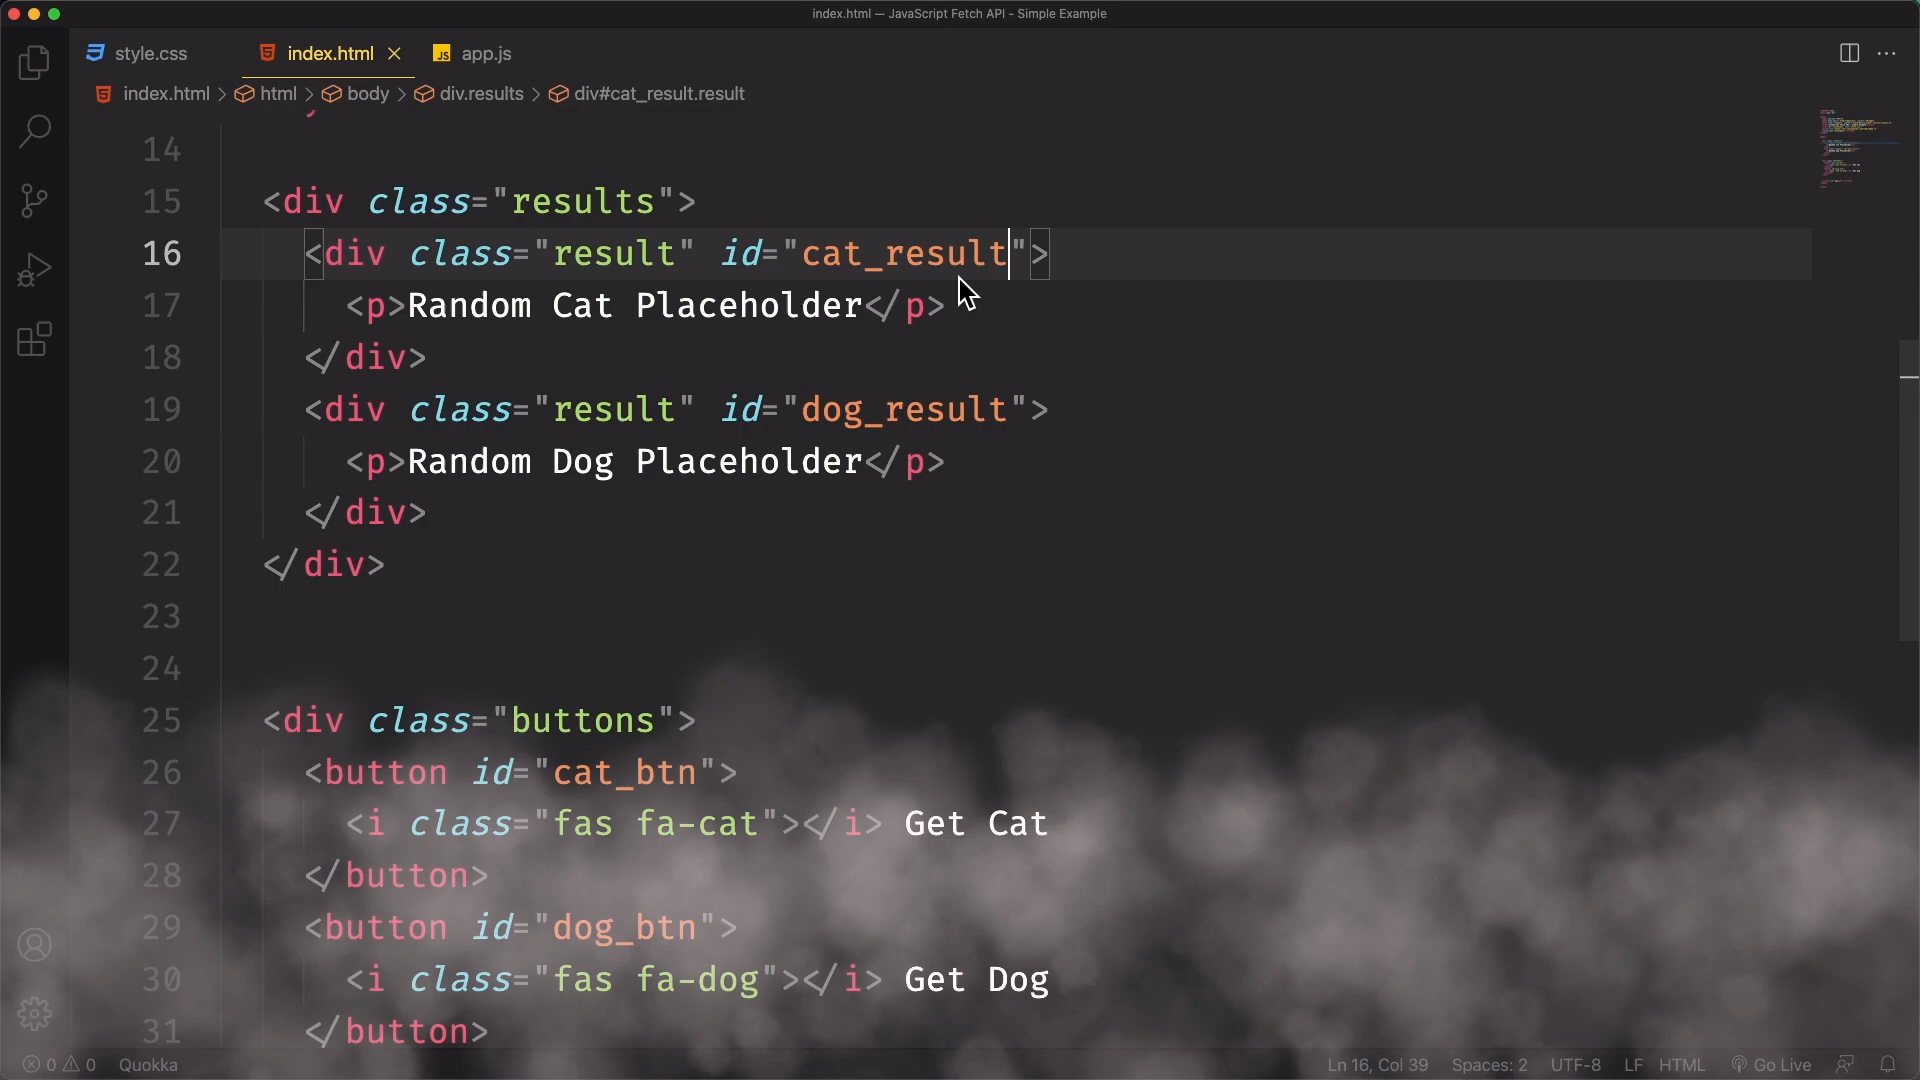 index.html — JavaScript Fetch API - Simple Example
style.css index.html app.js
index.html > html > body > div.results > div#cat_result.result
14
15 <div class="results">
16 <div class="result" id="cat_result">
17 <p>Random Cat Placeholder</p>
18 </div>
19 <div class="result" id="dog_result">
20 <p>Random Dog Placeholder</p>
21 </div>
22 </div>
23
24
25 <div class="buttons">
26 <button id="cat_btn">
27 <i class="fas fa-cat"></i> Get Cat
28 </button>
29 <button id="dog_btn">
30 <i class="fas fa-dog"></i> Get Dog
31 </button>
0 0 Quokka Ln 16, Col 39 Spaces: 2 UTF-8 LF HTML Go Live